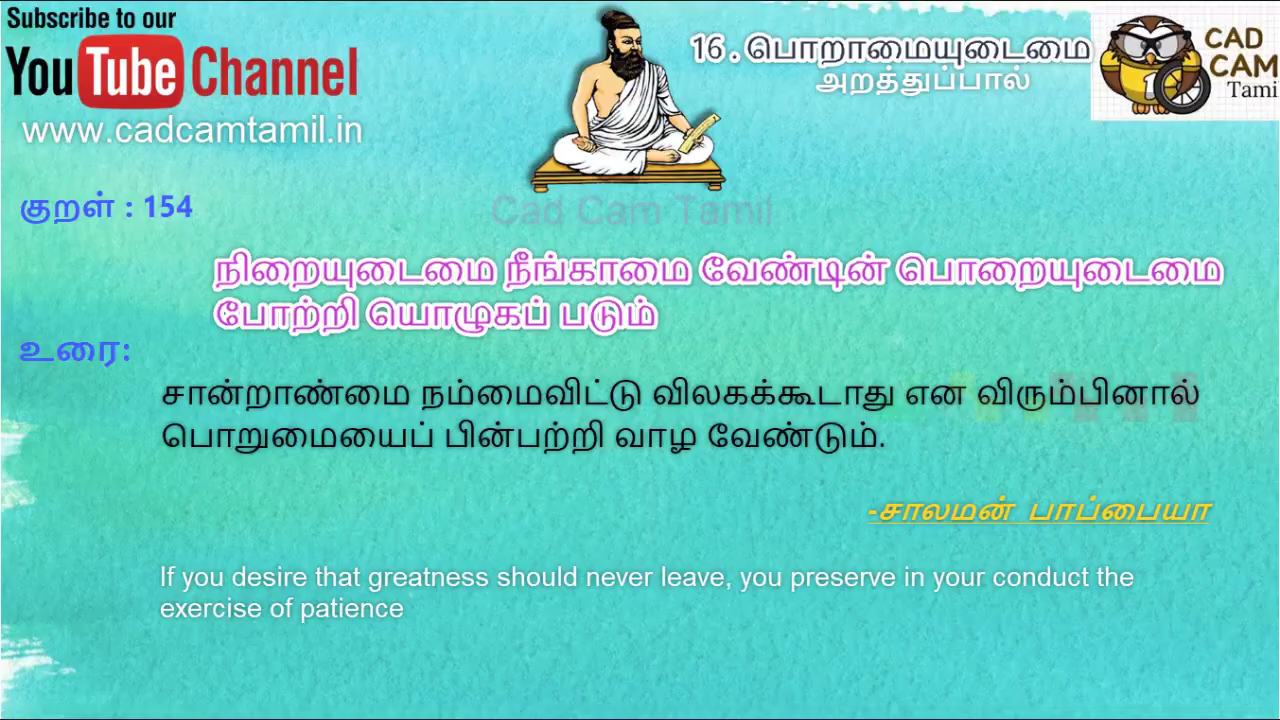 Subscribe to our
YouTube Channel
www.cadcamtamil.in
16 . பொறாமையுடைமை
அறத்துப்பால்
CAD
CAM
Tami
Cad Cam Tamil
குறள் : 154
நிறையுடைமை நீங்காமை வேண்டின் பொறையுடைமை
போற்றி யொழுகப் படும்
உரை:
சான்றாண்மை நம்மைவிட்டு விலகக்கூடாது என விரும்பினால்
பொறுமையைப் பின்பற்றி வாழ வேண்டும்.
-சாலமன் பாப்பையா
If you desire that greatness should never leave, you preserve in your conduct the
exercise of patience